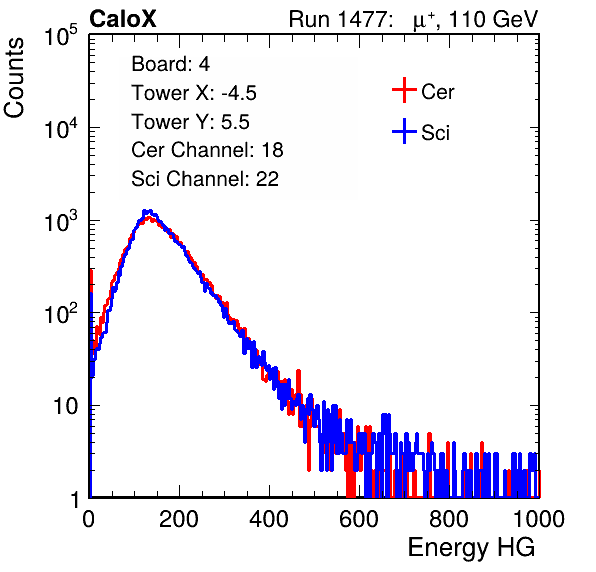 CaloX Run 1477: μ⁺, 110 GeV
Counts
10⁵
10⁴
10³
10²
10
1
Board: 4
Tower X: -4.5
Tower Y: 5.5
Cer Channel: 18
Sci Channel: 22
Cer
Sci
0 200 400 600 800 1000
Energy HG